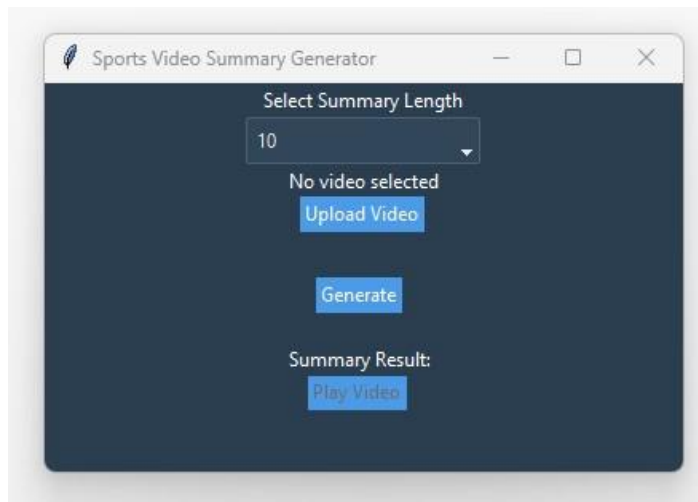 Sports Video Summary Generator
Select Summary Length
10
No video selected
Upload Video
Generate
Summary Result:
Play Video